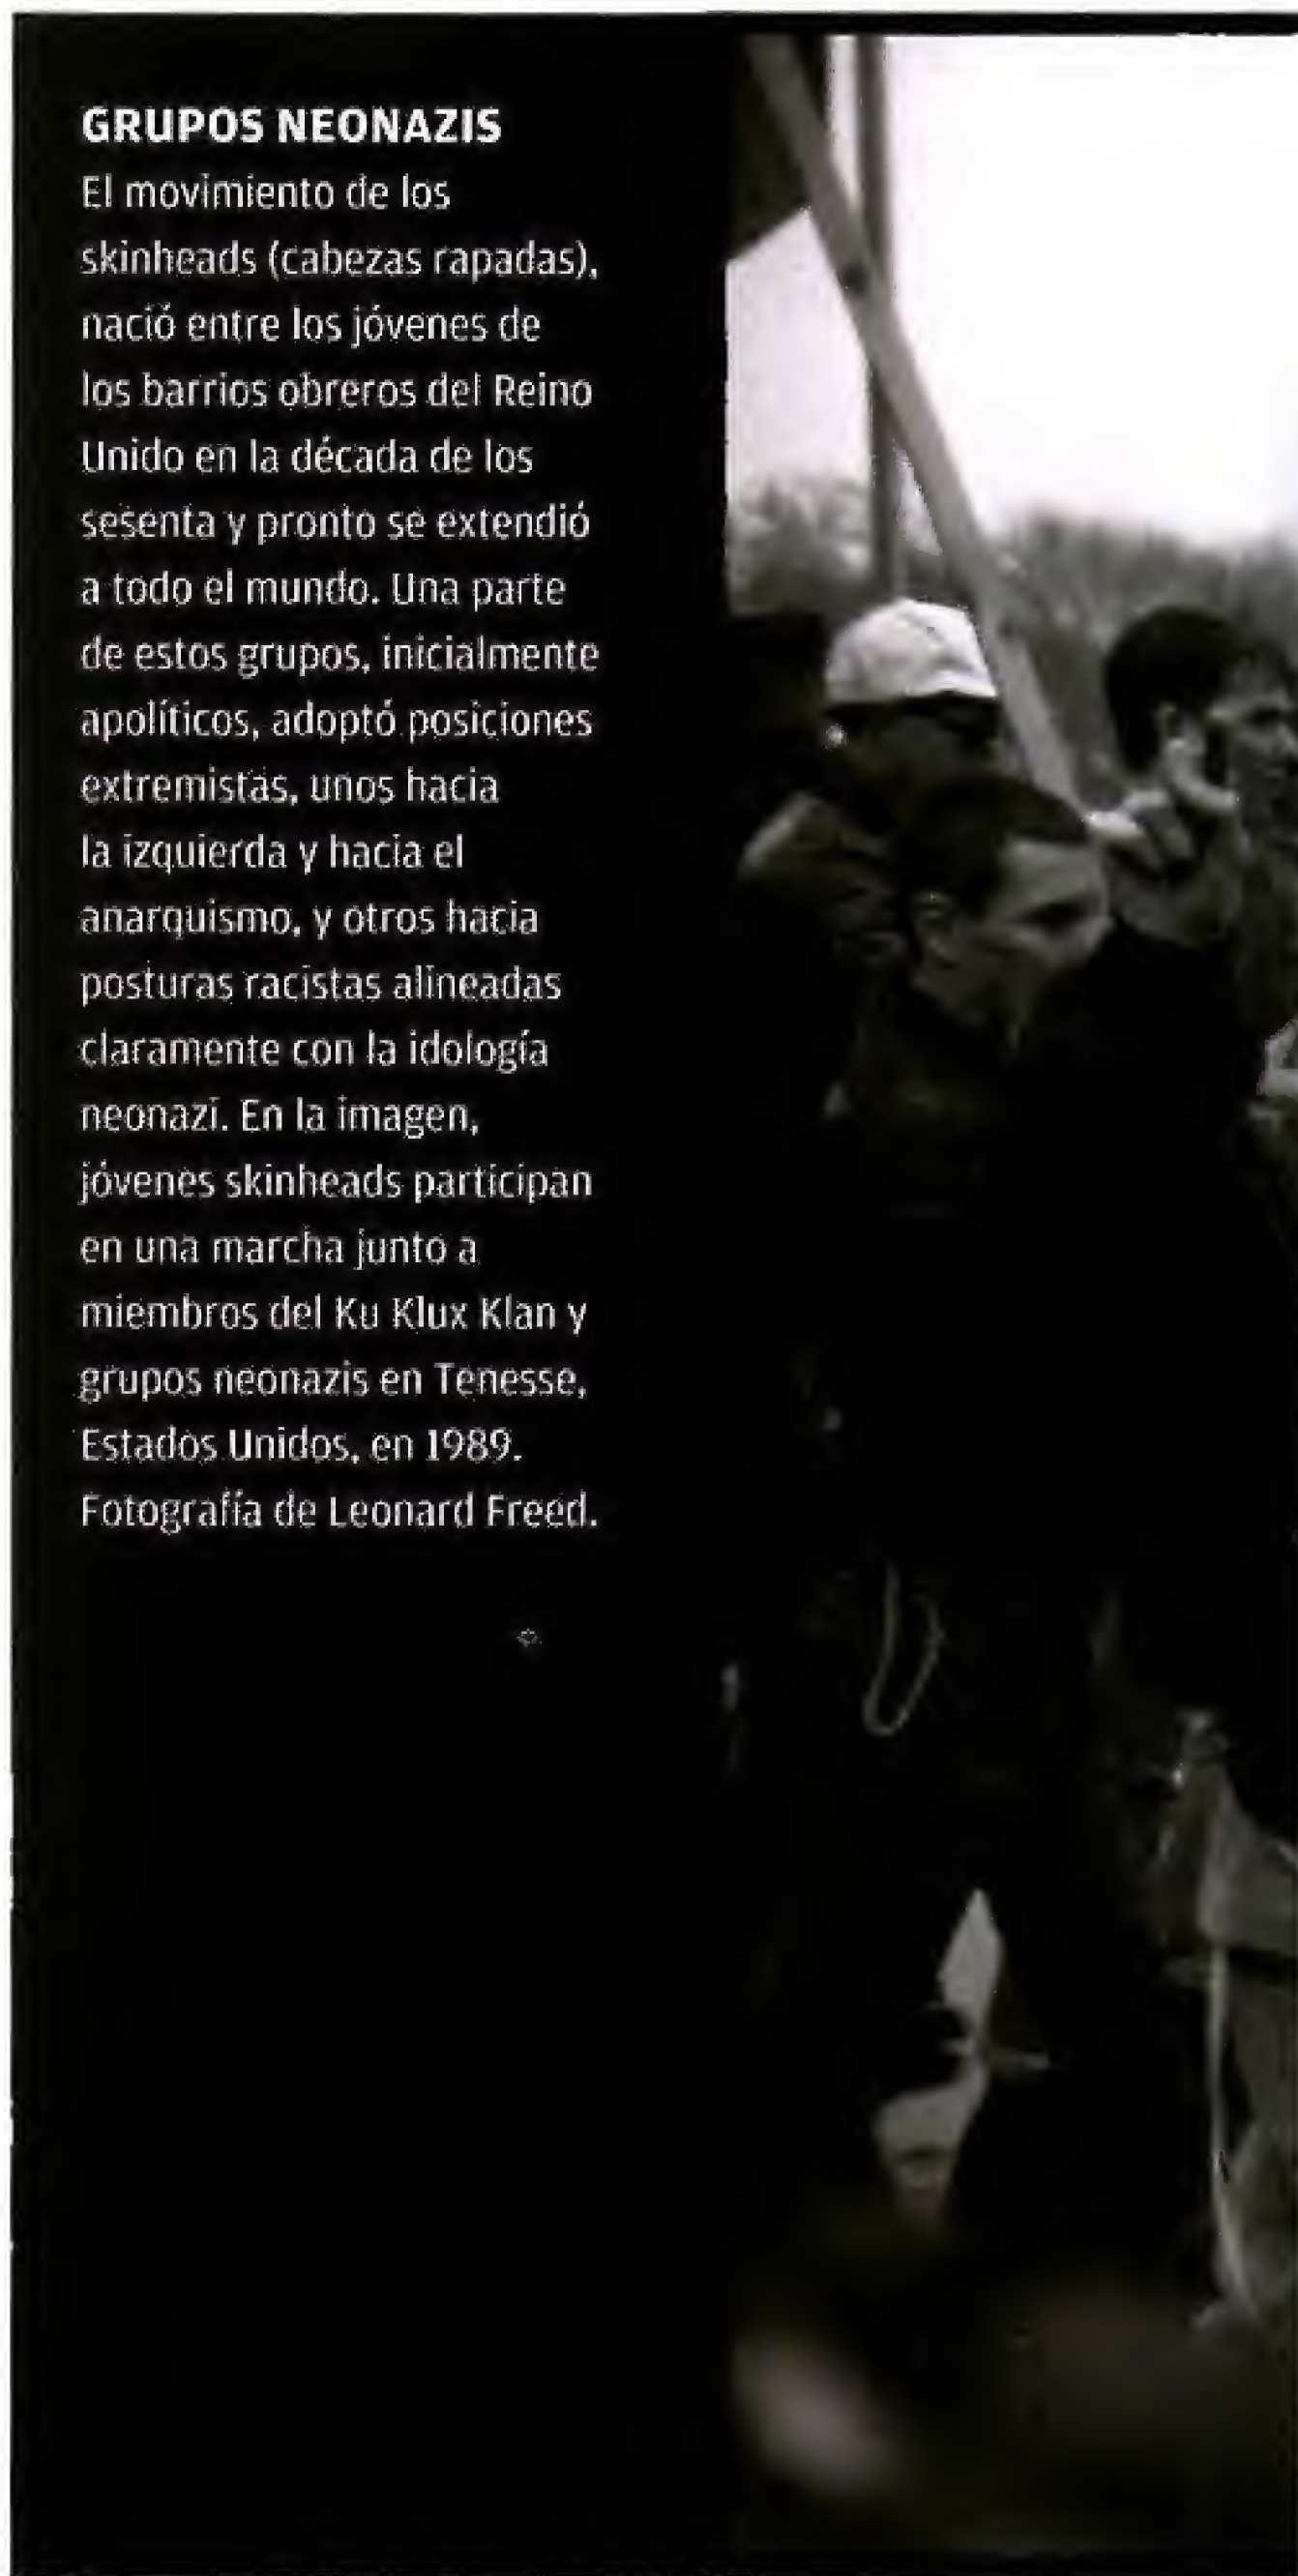 GRUPOS NEONAZIS
El movimiento de los
skinheads (cabezas rapadas),
nació entre los jóvenes de
los barrios obreros del Reino
Unido en la década de los
sesenta y pronto se extendió
a todo el mundo. Una parte
de estos grupos, inicialmente
apolíticos, adoptó posiciones
extremistas, unos hacia
la izquierda y hacia el
anarquismo, y otros hacia
posturas racistas alineadas
claramente con la idología
neonazi. En la imagen,
jóvenes skinheads participan
en una marcha junto a
miembros del Ku Klux Klan y
grupos neonazis en Tenesse,
Estados Unidos, en 1989.
Fotografía de Leonard Freed.